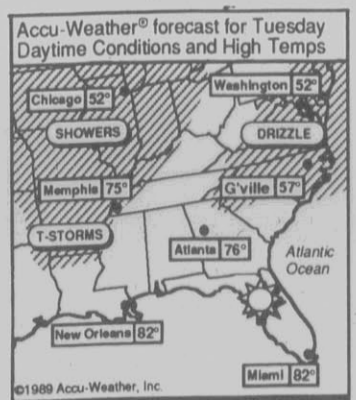 Accu-Weather® forecast for Tuesday
Daytime Conditions and High Temps
Washington 52°
Chicago 52°
SHOWERS
DRIZZLE
Memphis 75°
G'ville 57°
T-STORMS
Atlanta 76°
Atlantic
Ocean
New Orleans 82°
Miami 82°
©1989 Accu-Weather, Inc.